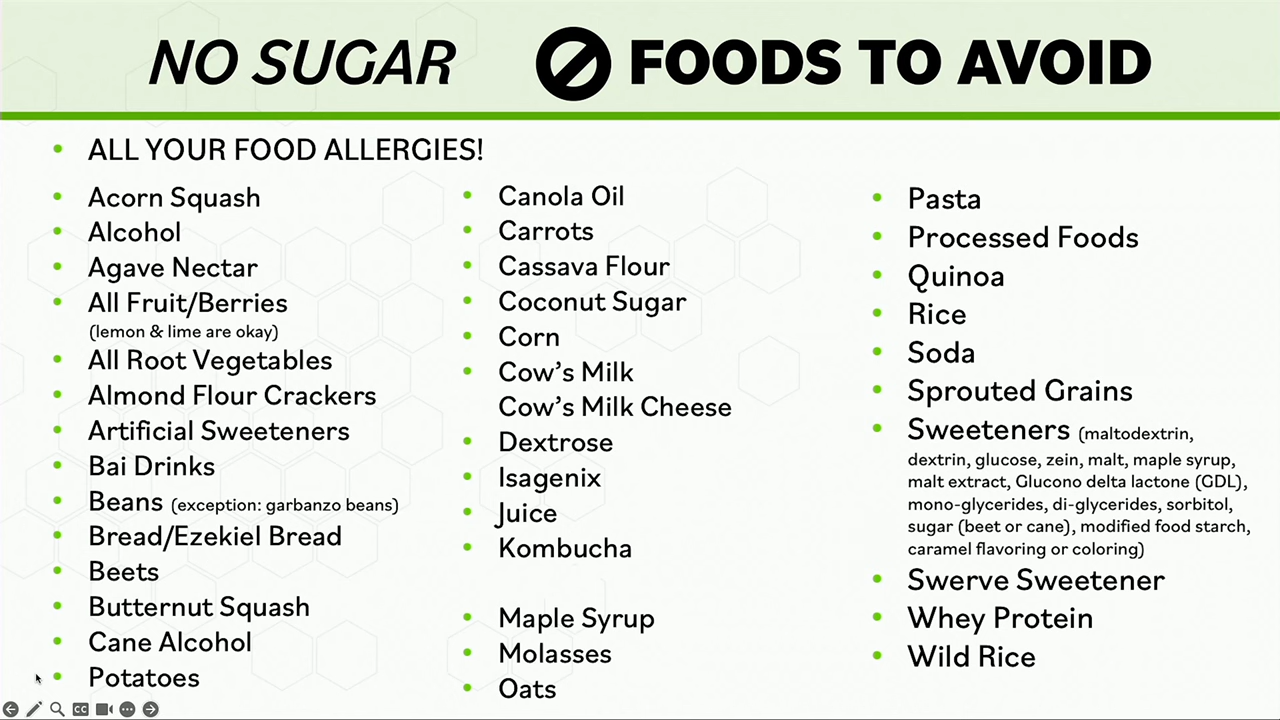 NO SUGAR
FOODS TO AVOID
ALL YOUR FOOD ALLERGIES!
Acorn Squash
Alcohol
Agave Nectar
All Fruit/Berries
(lemon & lime are okay)
All Root Vegetables
Almond Flour Crackers
Artificial Sweeteners
Bai Drinks
Beans (exception: garbanzo beans)
Bread/Ezekiel Bread
Beets
Butternut Squash
Cane Alcohol
Potatoes
Canola Oil
Carrots
Cassava Flour
Coconut Sugar
Corn
Cow's Milk
Cow's Milk Cheese
Dextrose
Isagenix
Juice
Kombucha
Maple Syrup
Molasses
Oats
Pasta
Processed Foods
Quinoa
Rice
Soda
Sprouted Grains
Sweeteners (maltodextrin,
dextrin, glucose, zein, malt, maple syrup,
malt extract, Glucono delta lactone (GDL),
mono-glycerides, di-glycerides, sorbitol,
sugar (beet or cane), modified food starch,
caramel flavoring or coloring)
Swerve Sweetener
Whey Protein
Wild Rice
CC